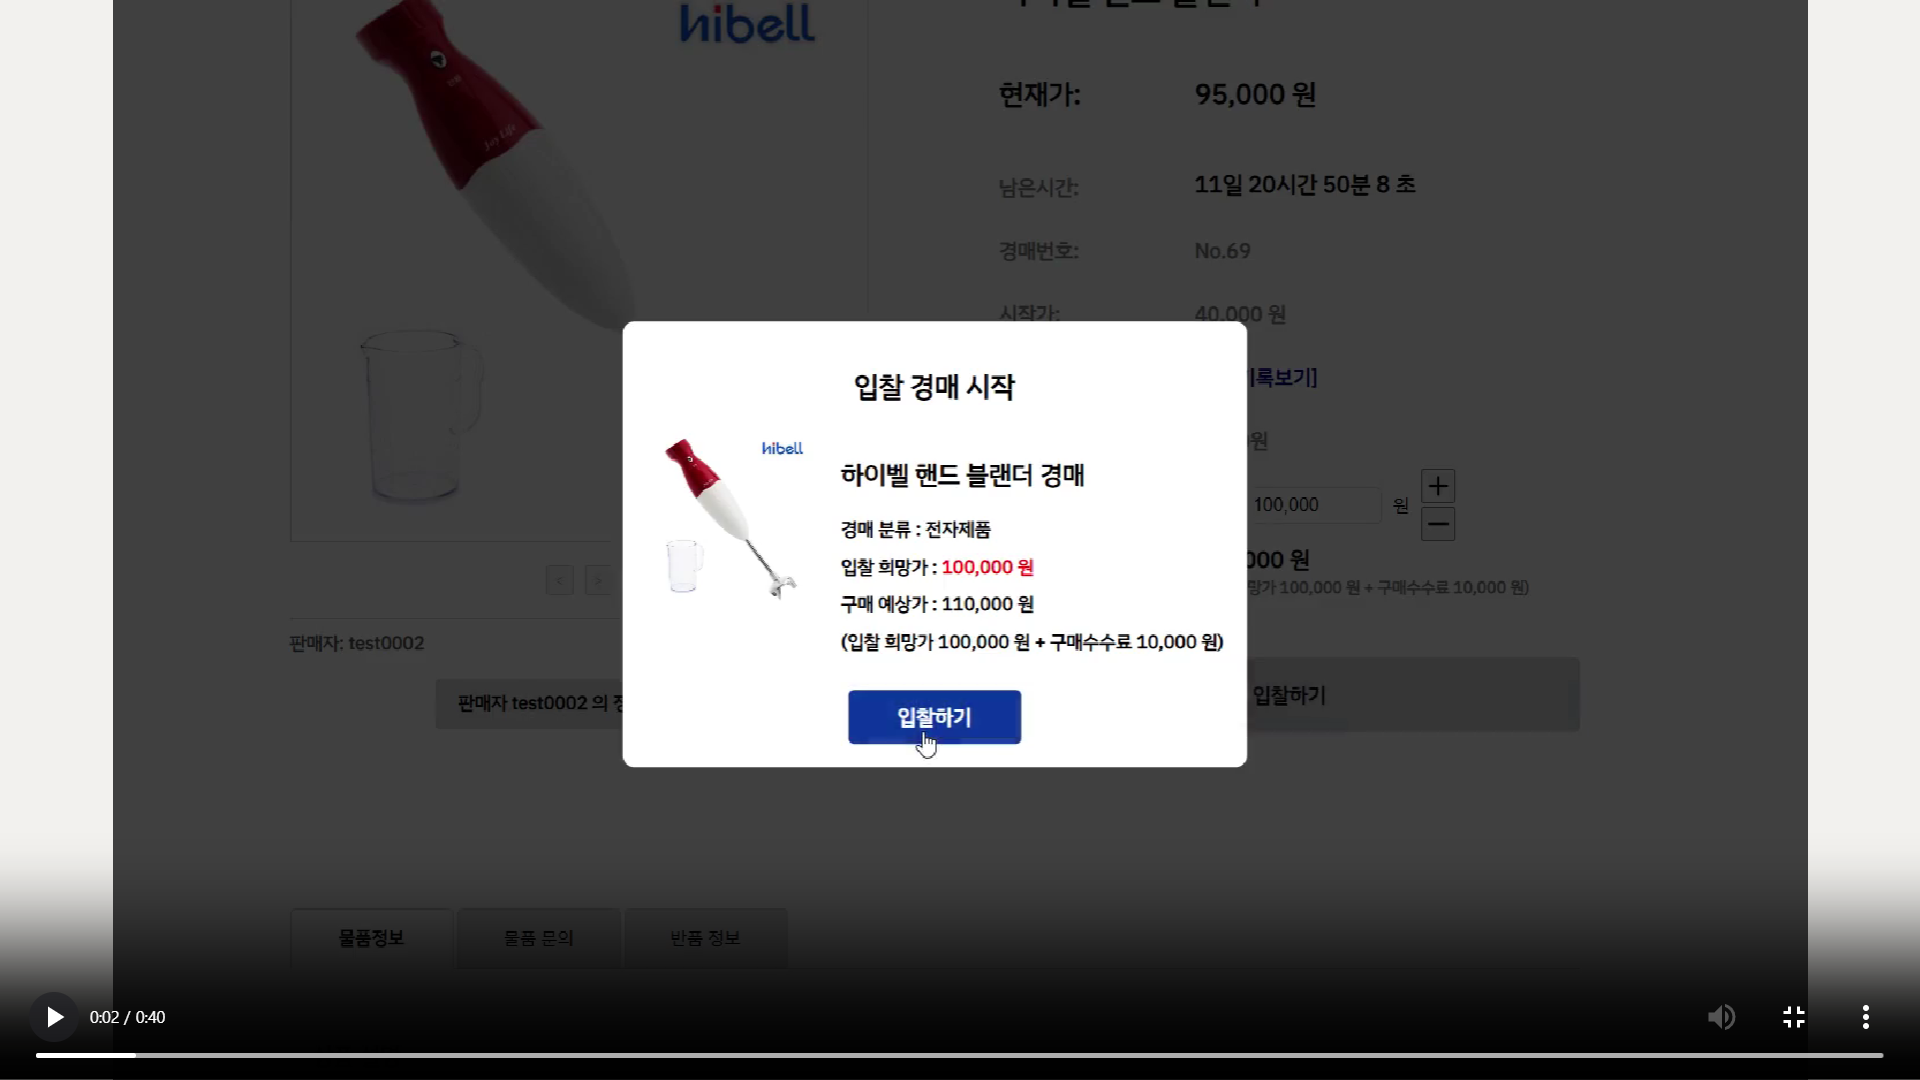 hibell
현재가: 95,000 원
Joy Life
남은시간: 11일 20시간 50분 8 초
경매번호: No.69
시작가: 40,000 원
록보기]
원
100,000 원
000 원
망가 100,000 원 + 구매수수료 10,000 원)
입찰하기
판매자: test0002
판매자 test0002 의
입찰 경매 시작
hibell
하이벨 핸드 블랜더 경매
경매 분류 : 전자제품
입찰 희망가 : 100,000 원
구매 예상가 : 110,000 원
(입찰 희망가 100,000 원 + 구매수수료 10,000 원)
입찰하기
물품정보 물품 문의 반품 정보
0:02 / 0:40